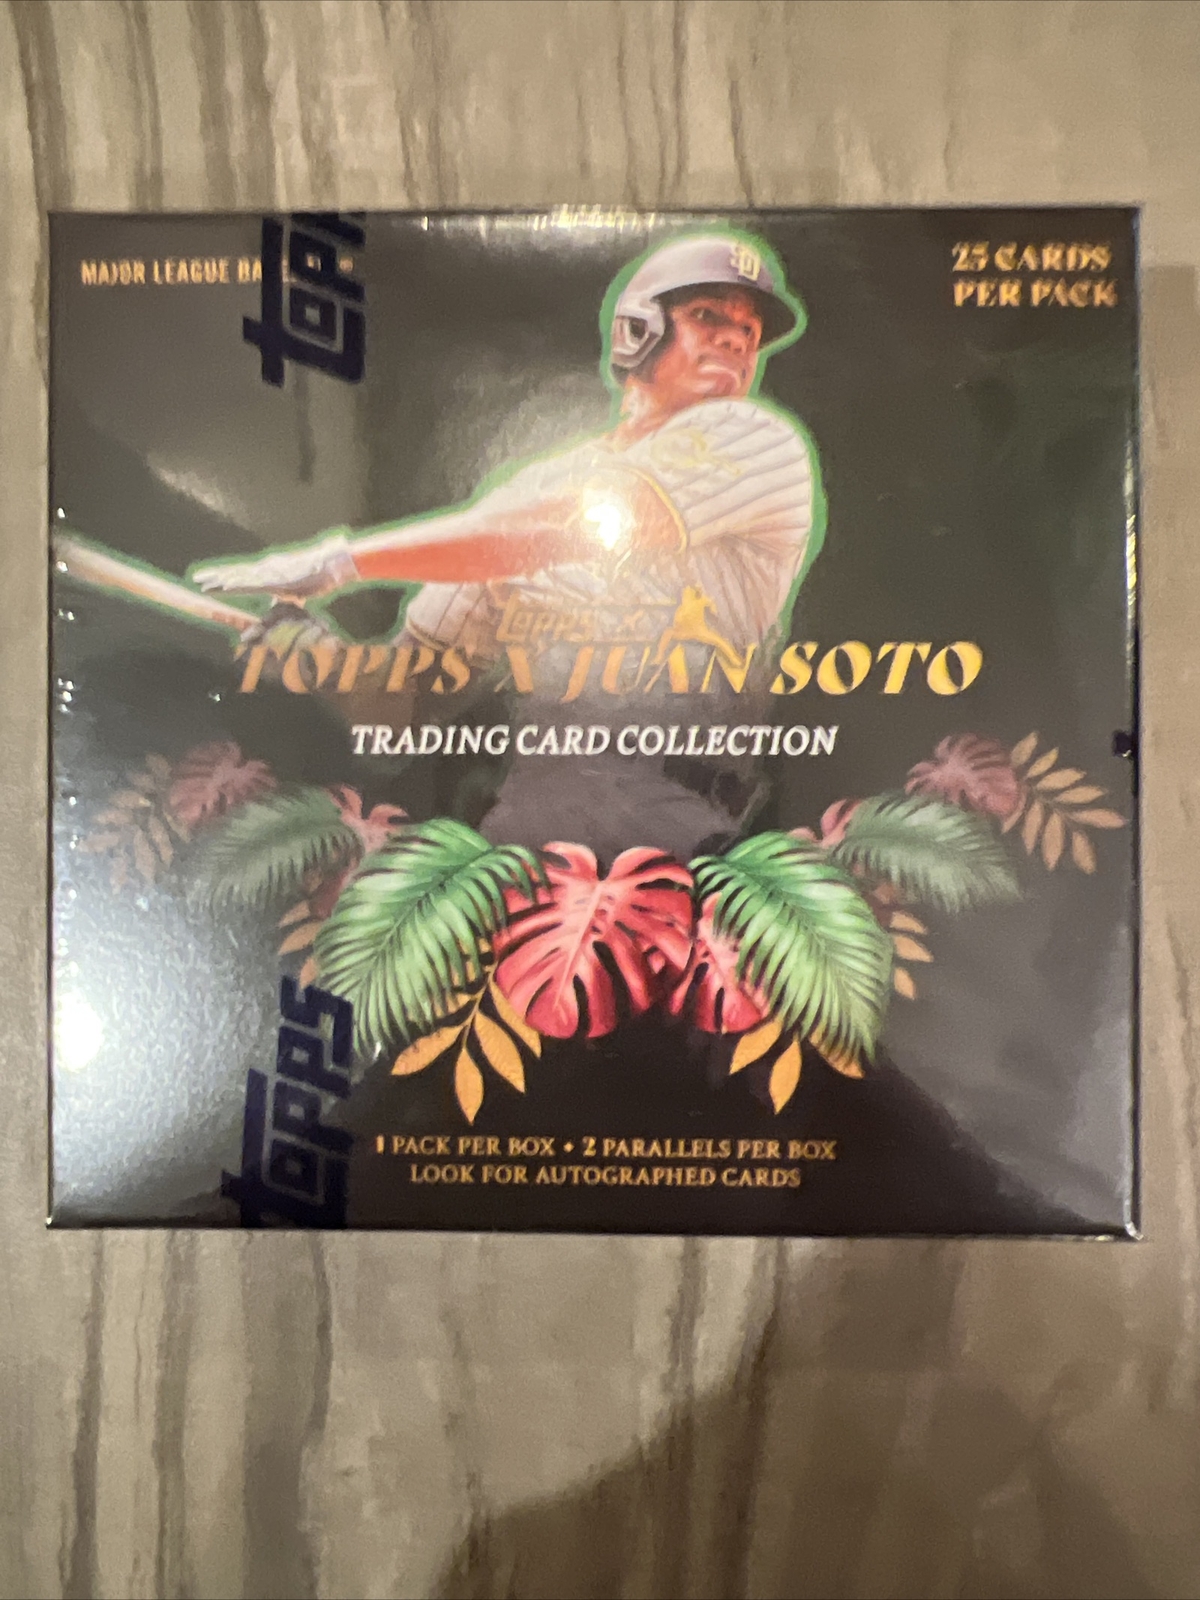 MAJOR LEAGUE BA
topps
25 CARDS
PER PACK
SD
topps x
TOPPS X JUAN SOTO
TRADING CARD COLLECTION
topps
1 PACK PER BOX • 2 PARALLELS PER BOX
LOOK FOR AUTOGRAPHED CARDS